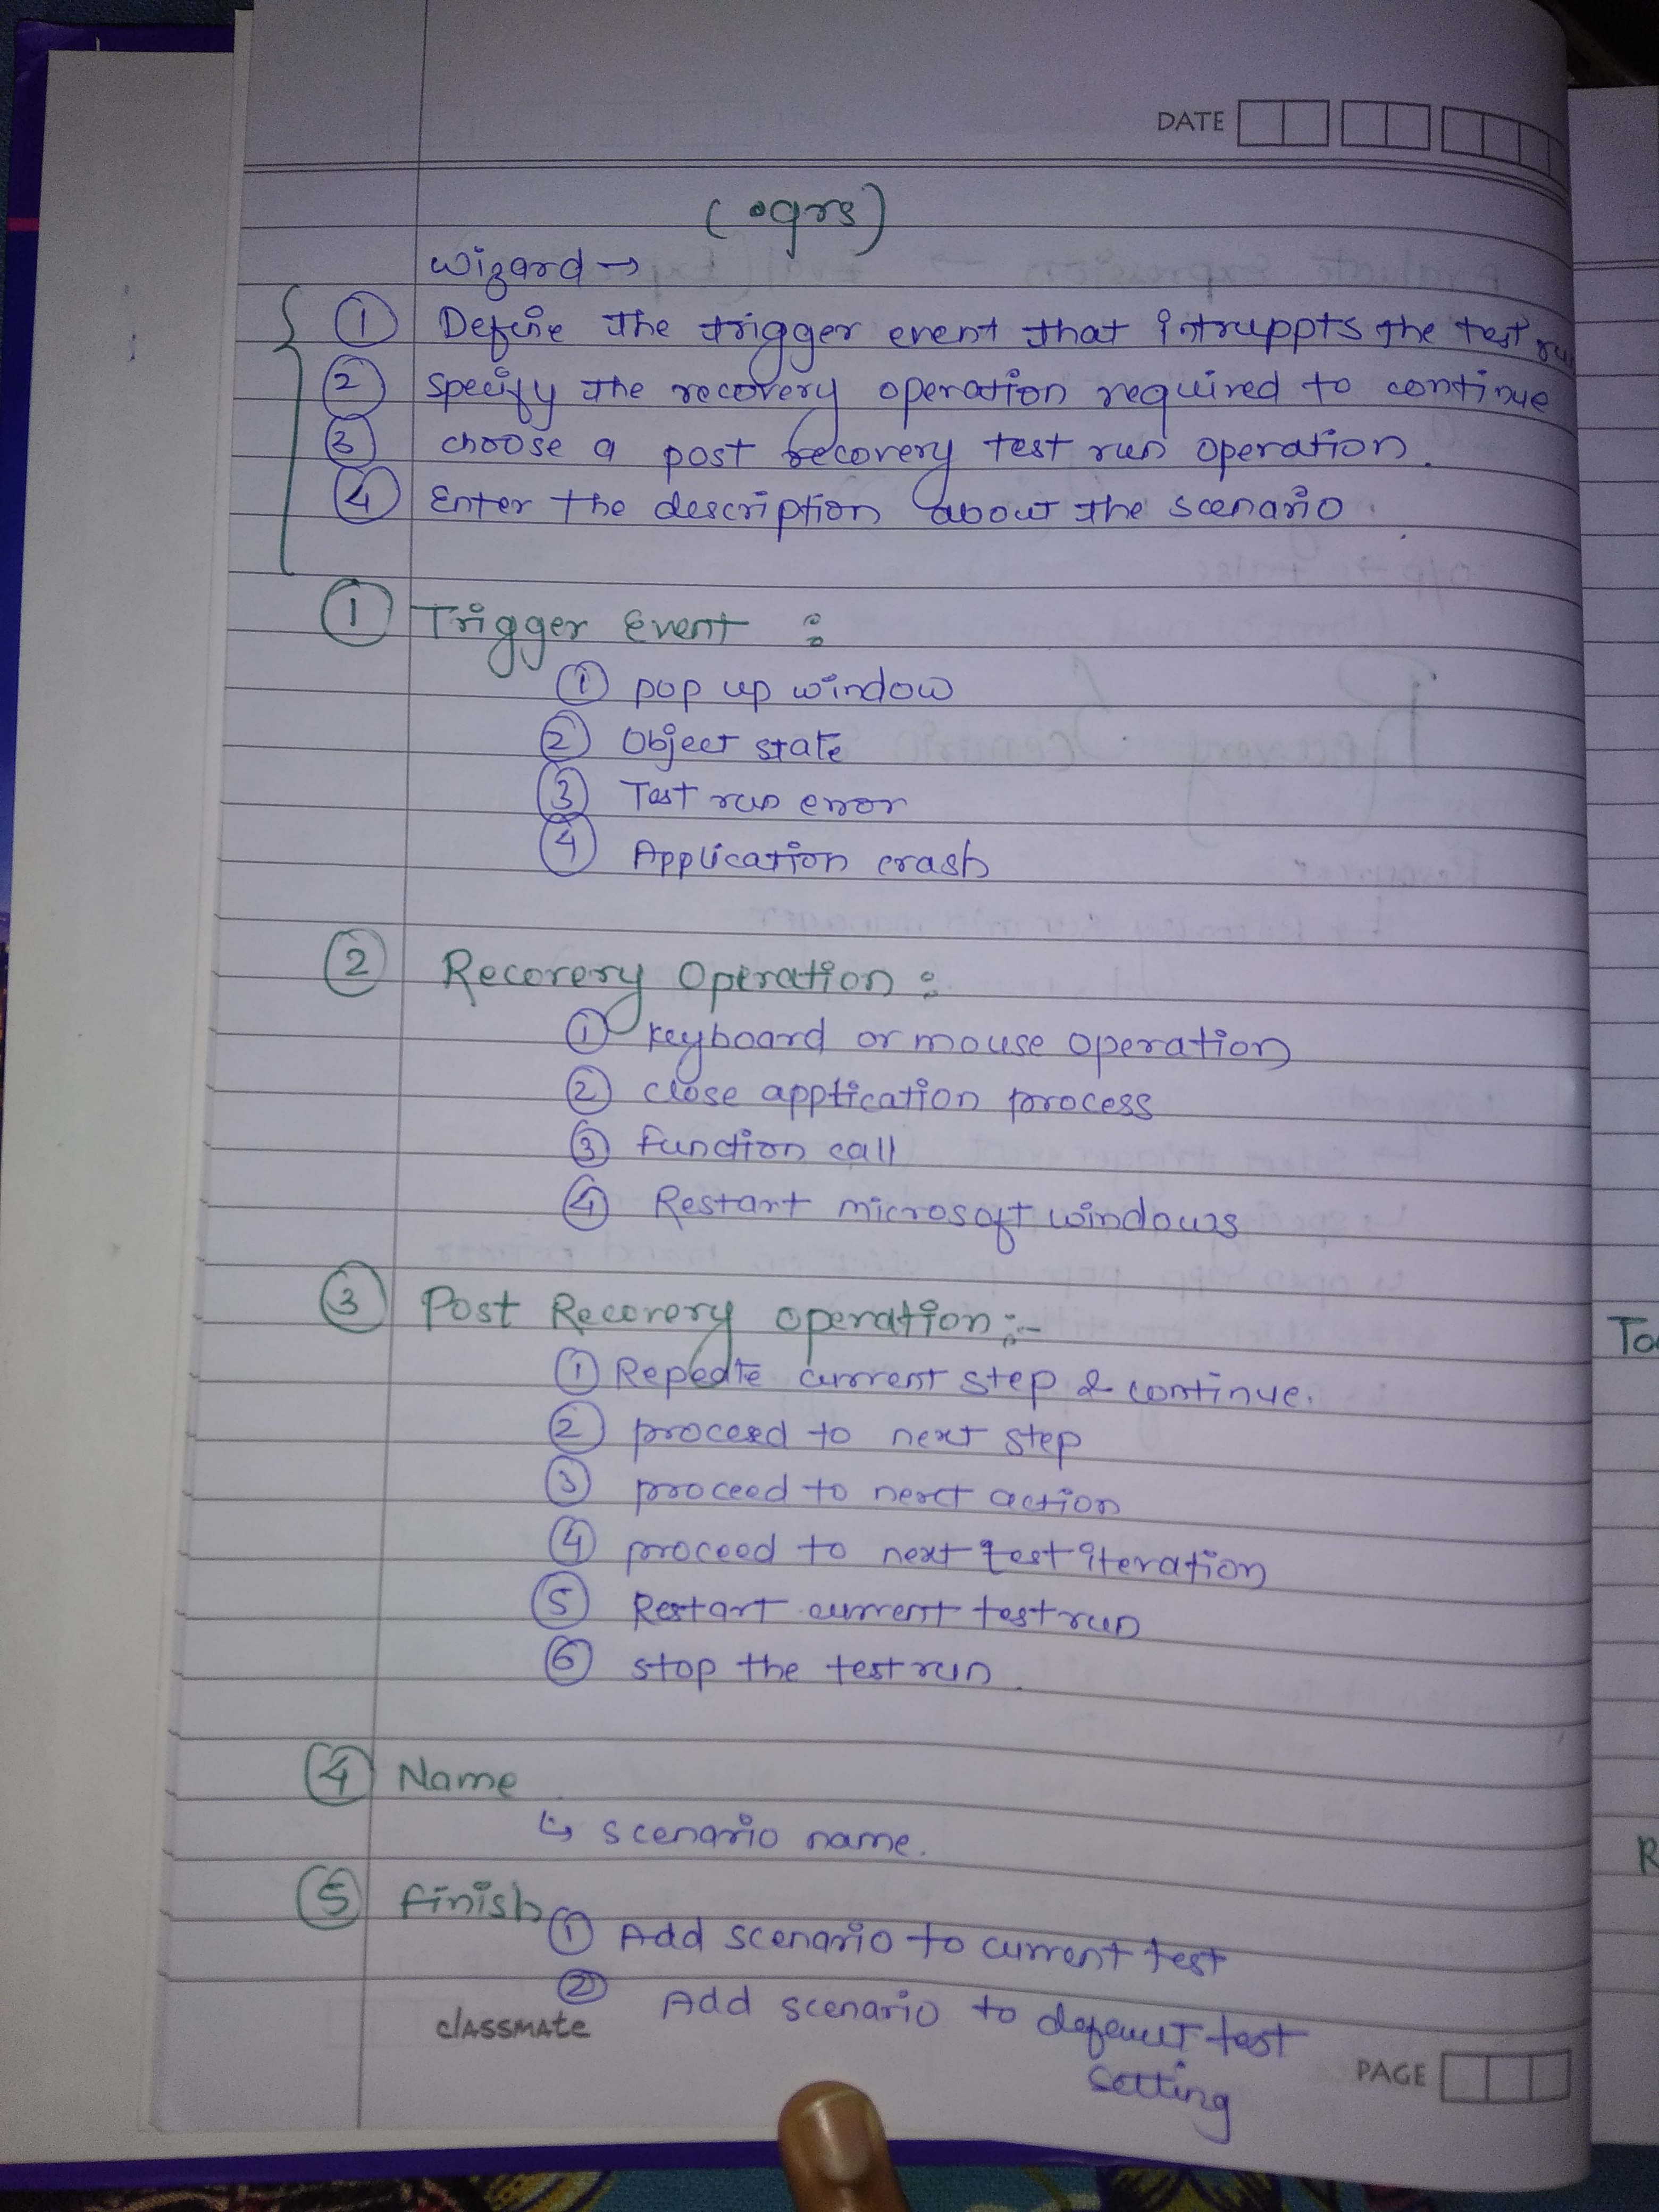 DATE
(.qrs)
wizard →
① Define the trigger event that intruppts the test run
② specify the recovery operation required to continue
③ choose a post recovery test run operation.
④ Enter the description about the scenario
① Trigger Event :
① pop up window
② Object state
③ Test run error
④ Application crash
② Recovery Operation :
① keyboard or mouse operation
② close application process
③ function call
④ Restart microsoft windows
③ Post Recovery operation :-
① Repeate current step & continue.
② proceed to next step
③ proceed to next action
④ proceed to next test iteration
⑤ Restart current test run
⑥ stop the test run
④ Name
↳ scenario name.
⑤ finish
① Add scenario to current test
② Add scenario to default test
setting
classmate
PAGE
To
R